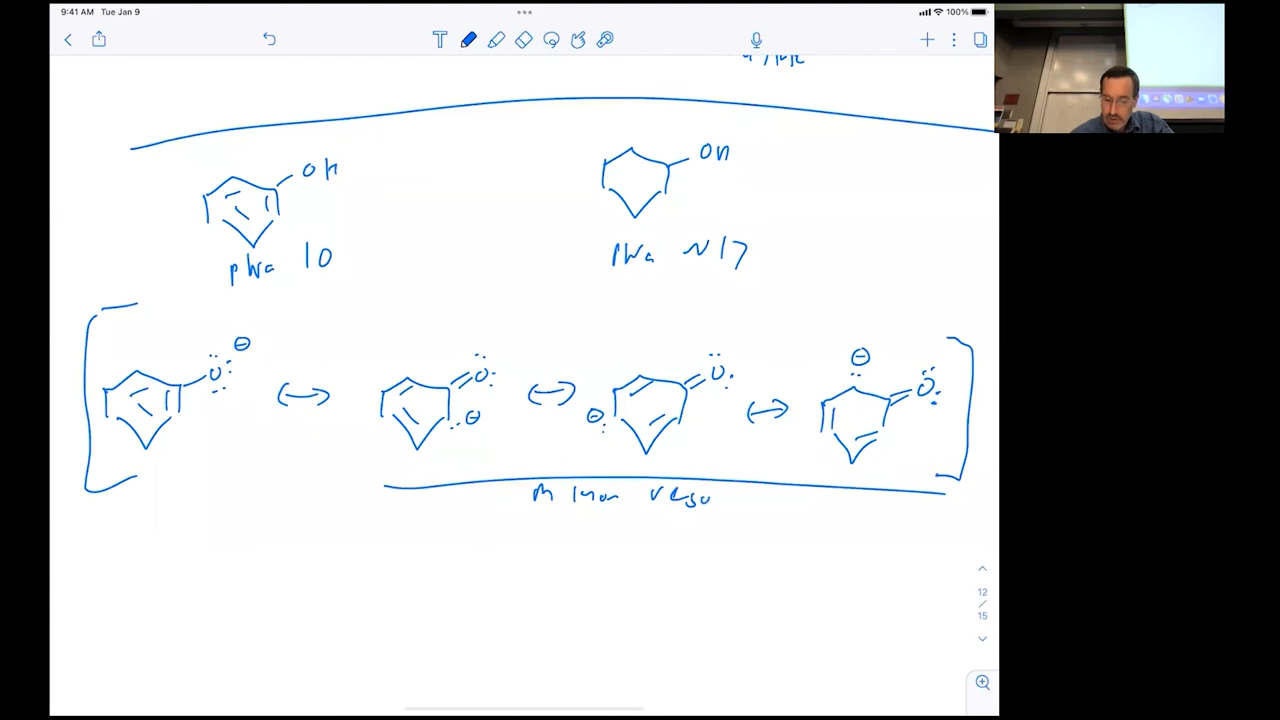 9:41 AM Tue Jan 9
100%
T
OH
OH
pKa 10
pKa ~17
⊖
:Ö:
Ö:
⊖
Ö:
⊖
Ö:
⊖
minor reso
12
/
15